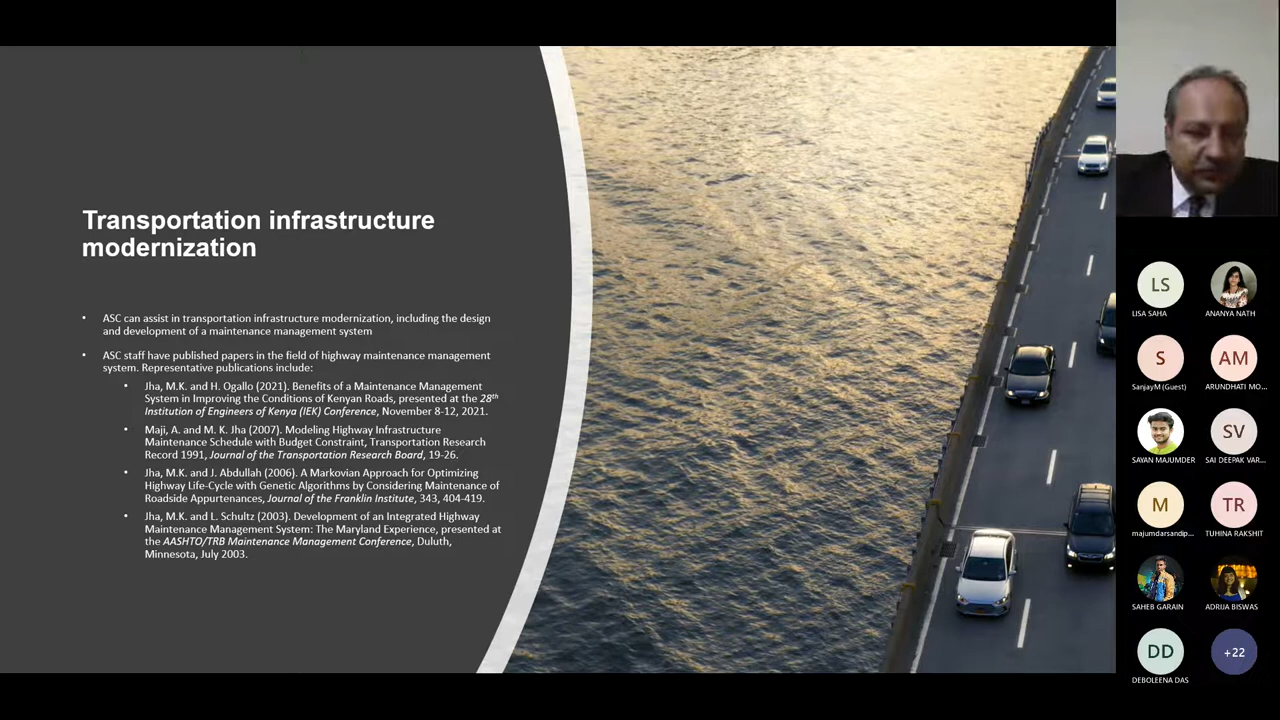 Transportation infrastructure
modernization
• ASC can assist in transportation infrastructure modernization, including the design
and development of a maintenance management system
• ASC staff have published papers in the field of highway maintenance management
system. Representative publications include:
• Jha, M.K. and H. Ogallo (2021). Benefits of a Maintenance Management
System in Improving the Conditions of Kenyan Roads, presented at the 28th
Institution of Engineers of Kenya (IEK) Conference, November 8-12, 2021.
• Maji, A. and M. K. Jha (2007). Modeling Highway Infrastructure
Maintenance Schedule with Budget Constraint, Transportation Research
Record 1991, Journal of the Transportation Research Board, 19-26.
• Jha, M.K. and J. Abdullah (2006). A Markovian Approach for Optimizing
Highway Life-Cycle with Genetic Algorithms by Considering Maintenance of
Roadside Appurtenances, Journal of the Franklin Institute, 343, 404-419.
• Jha, M.K. and L. Schultz (2003). Development of an Integrated Highway
Maintenance Management System: The Maryland Experience, presented at
the AASHTO/TRB Maintenance Management Conference, Duluth,
Minnesota, July 2003.
LS
LISA SAHA
ANANYA NATH
S
SanjayM (Guest)
AM
ARUNDHATI MO...
SAYAN MAJUMDER
SV
SAI DEEPAK VAR...
M
majumdarsandip...
TR
TUHINA RAKSHIT
SAHEB GARAIN
ADRIJA BISWAS
DD
DEBOLEENA DAS
+22